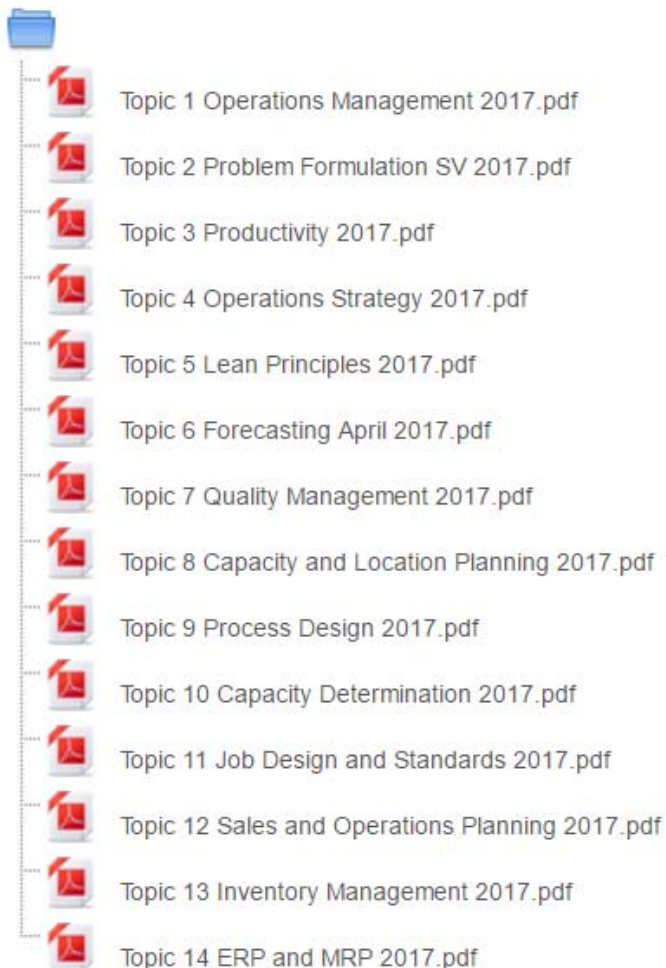 Topic 1 Operations Management 2017.pdf
Topic 2 Problem Formulation SV 2017.pdf
Topic 3 Productivity 2017.pdf
Topic 4 Operations Strategy 2017.pdf
Topic 5 Lean Principles 2017.pdf
Topic 6 Forecasting April 2017.pdf
Topic 7 Quality Management 2017.pdf
Topic 8 Capacity and Location Planning 2017.pdf
Topic 9 Process Design 2017.pdf
Topic 10 Capacity Determination 2017.pdf
Topic 11 Job Design and Standards 2017.pdf
Topic 12 Sales and Operations Planning 2017.pdf
Topic 13 Inventory Management 2017.pdf
Topic 14 ERP and MRP 2017.pdf